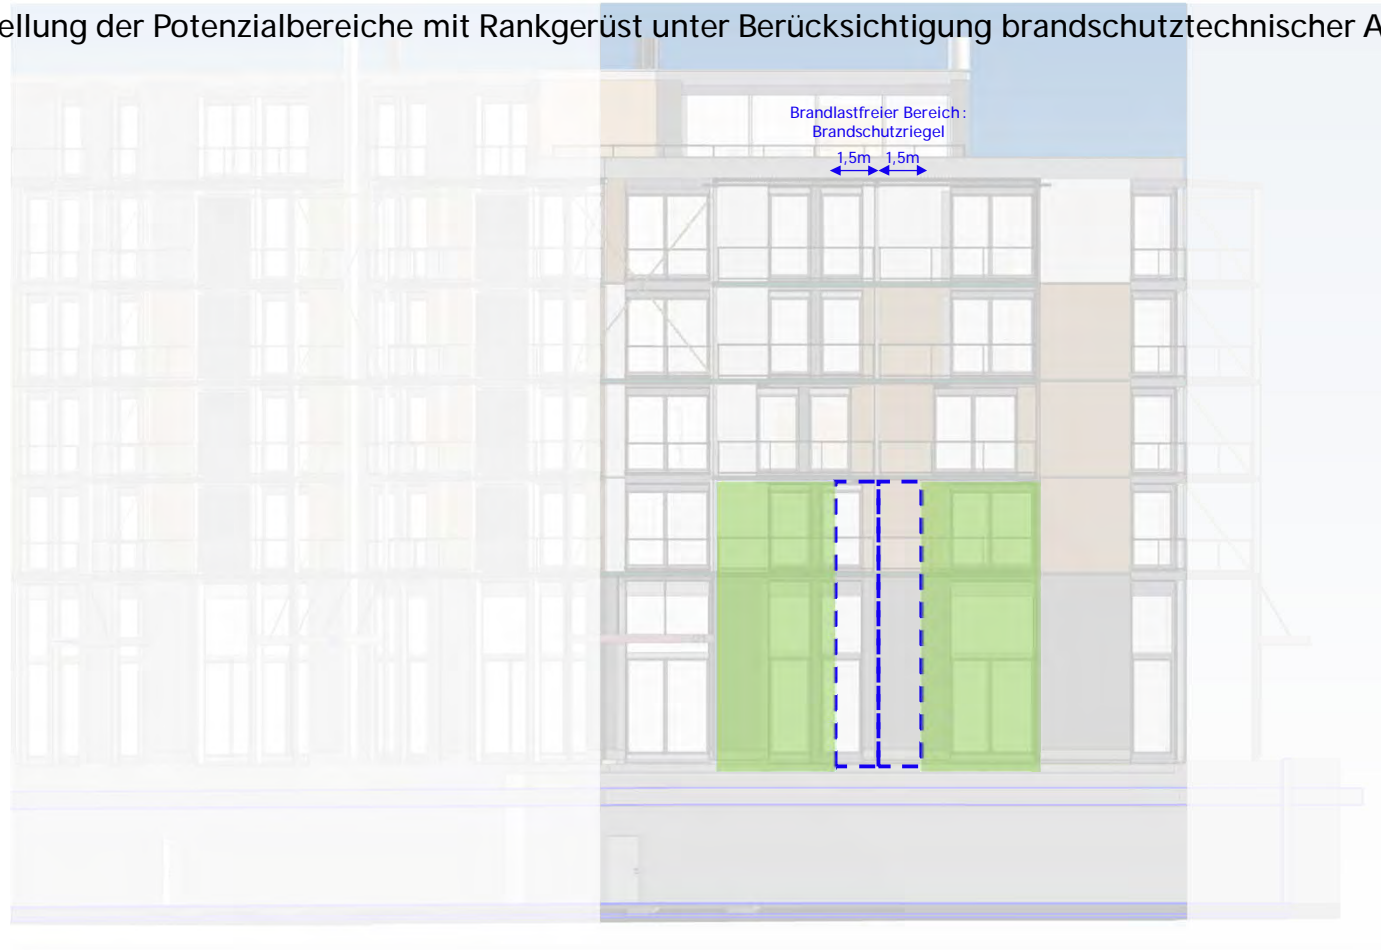 ellung der Potenzialbereiche mit Rankgerüst unter Berücksichtigung brandschutztechnischer A
Brandlastfreier Bereich:
Brandschutzriegel
1,5m 1,5m